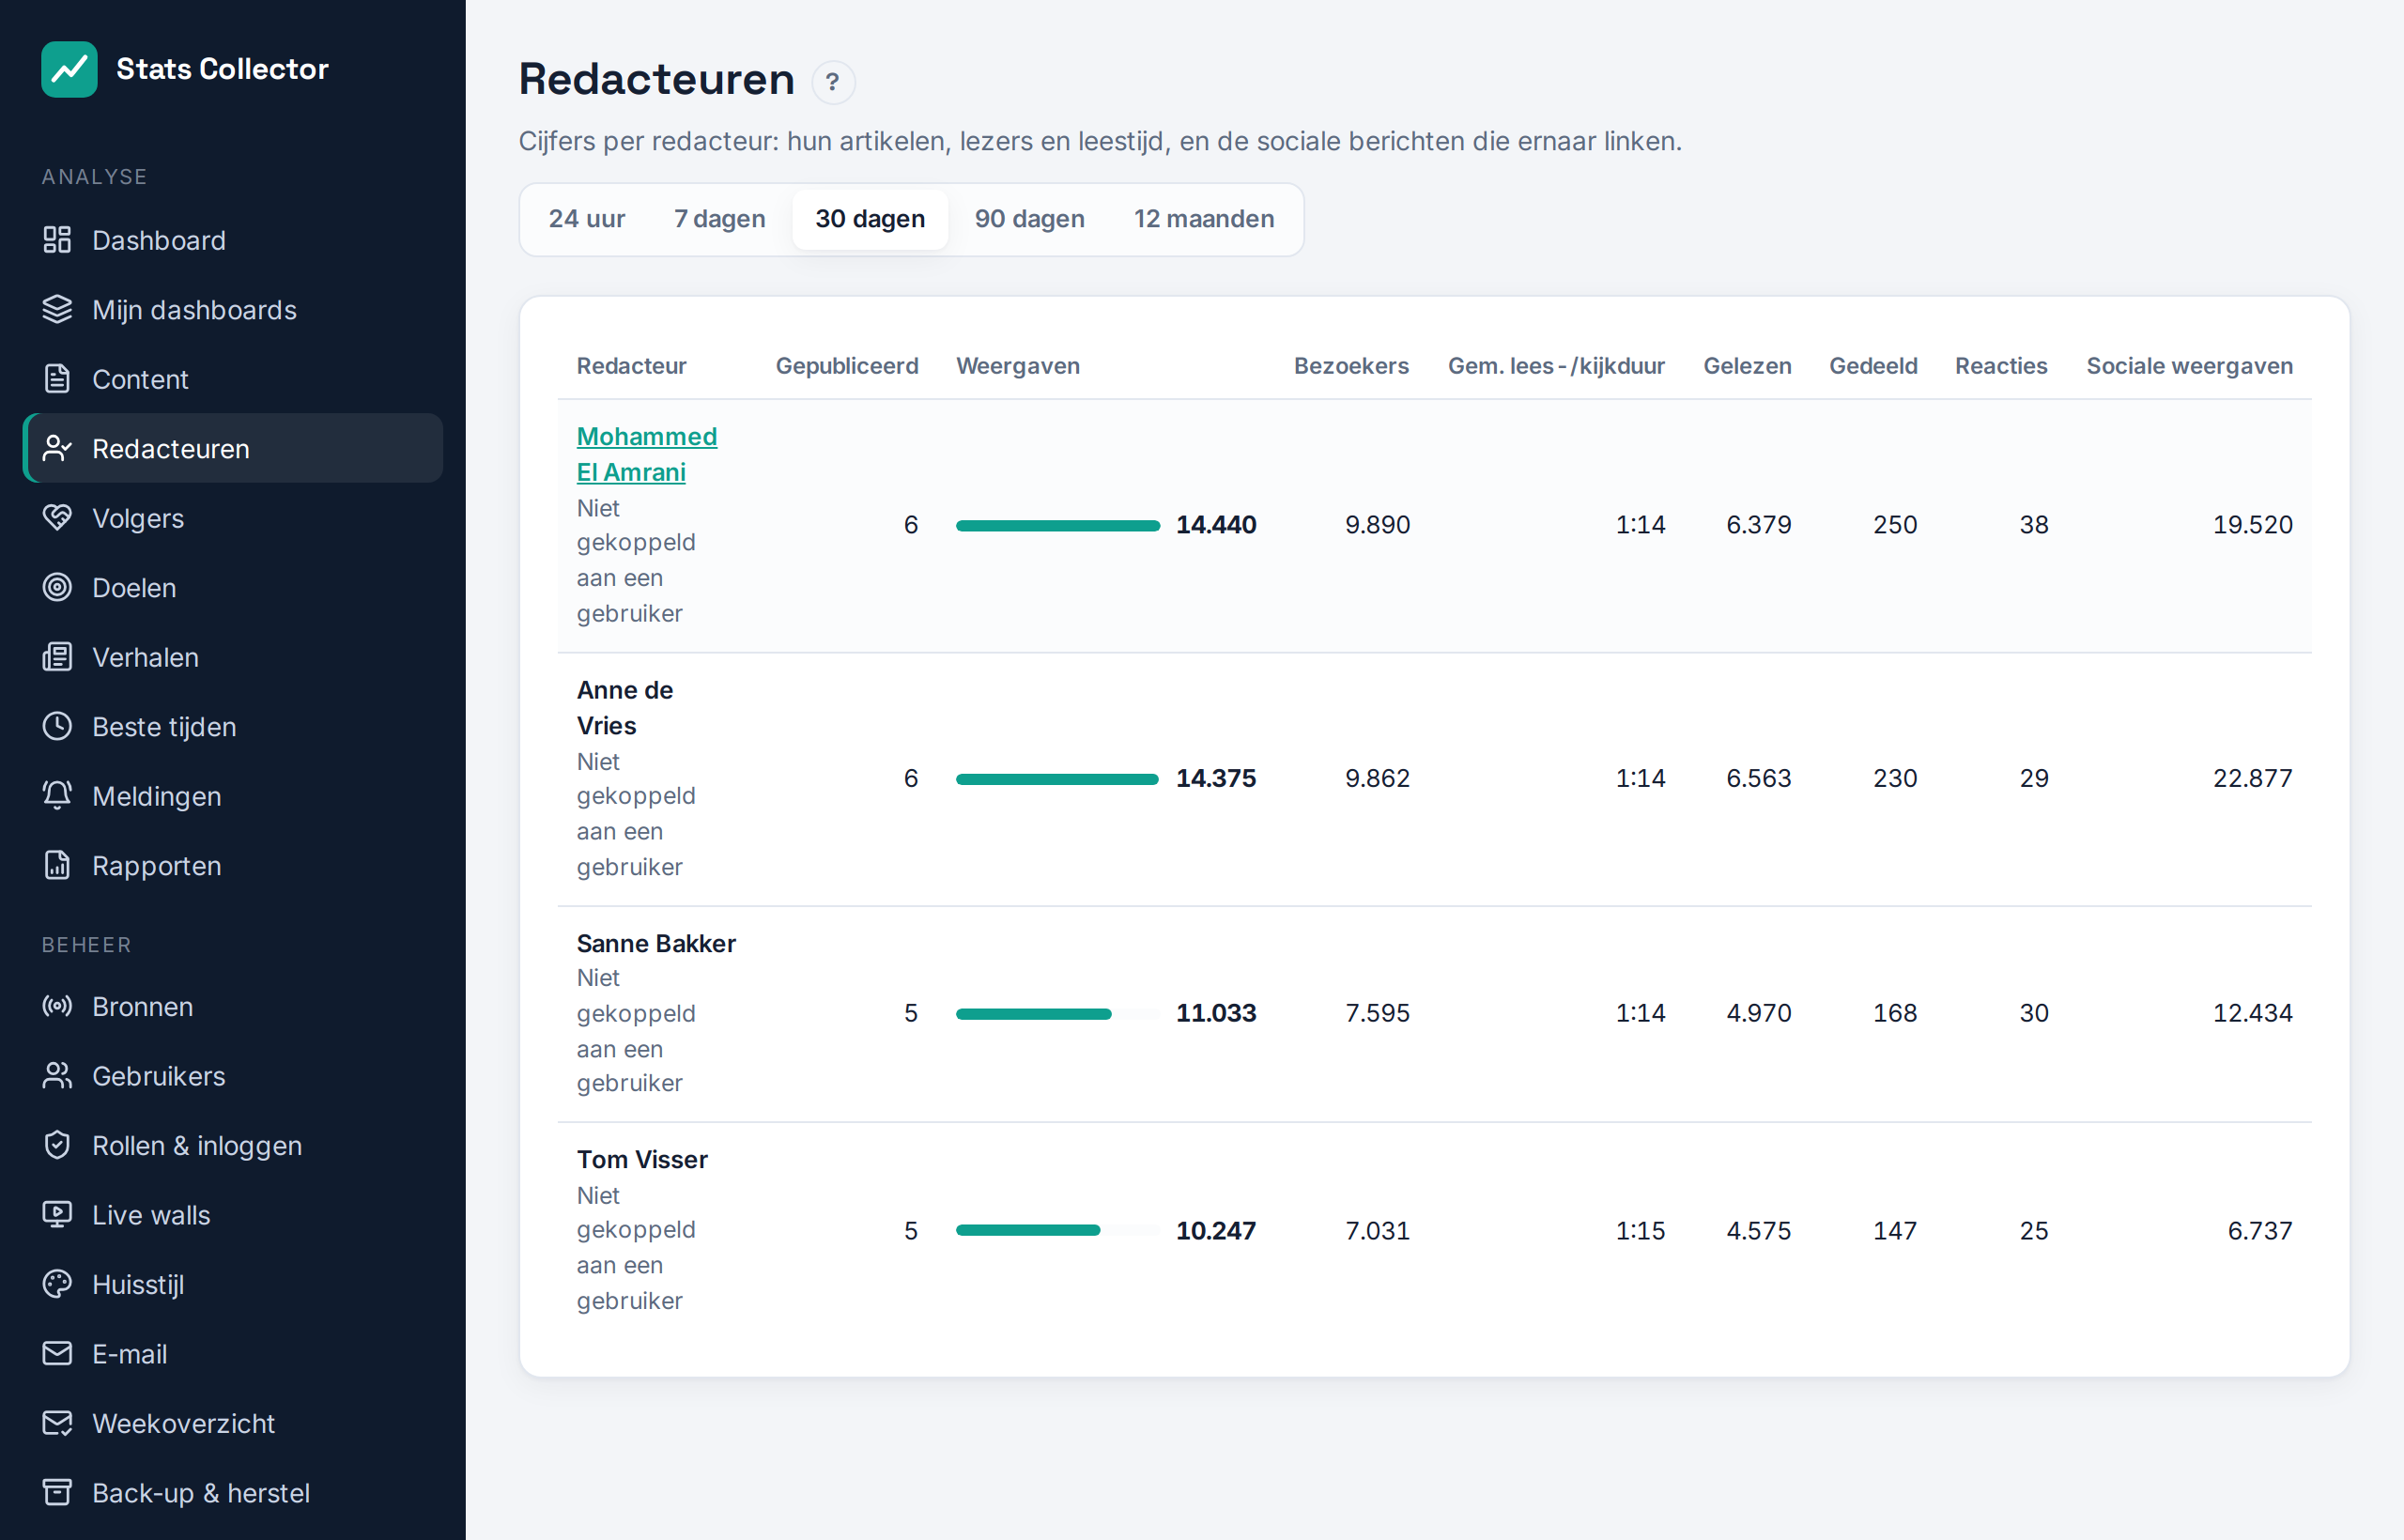 Stats Collector
ANALYSE
Dashboard
Mijn dashboards
Content
Redacteuren
Volgers
Doelen
Verhalen
Beste tijden
Meldingen
Rapporten
BEHEER
Bronnen
Gebruikers
Rollen & inloggen
Live walls
Huisstijl
E-mail
Weekoverzicht
Back-up & herstel
Redacteuren ?
Cijfers per redacteur: hun artikelen, lezers en leestijd, en de sociale berichten die ernaar linken.
24 uur 7 dagen 30 dagen 90 dagen 12 maanden
Redacteur Gepubliceerd Weergaven Bezoekers Gem. lees-/kijkduur Gelezen Gedeeld Reacties Sociale weergaven
Mohammed
El Amrani
Niet
gekoppeld
aan een
gebruiker
6 14.440 9.890 1:14 6.379 250 38 19.520
Anne de
Vries
Niet
gekoppeld
aan een
gebruiker
6 14.375 9.862 1:14 6.563 230 29 22.877
Sanne Bakker
Niet
gekoppeld
aan een
gebruiker
5 11.033 7.595 1:14 4.970 168 30 12.434
Tom Visser
Niet
gekoppeld
aan een
gebruiker
5 10.247 7.031 1:15 4.575 147 25 6.737